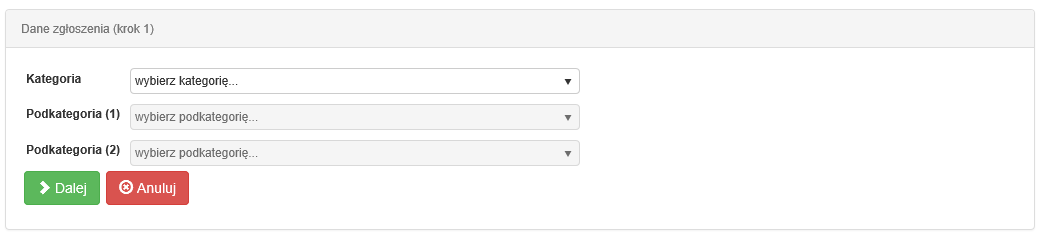 Dane zgłoszenia (krok 1)
Kategoria wybierz kategorię...
Podkategoria (1) wybierz podkategorię...
Podkategoria (2) wybierz podkategorię...
Dalej Anuluj